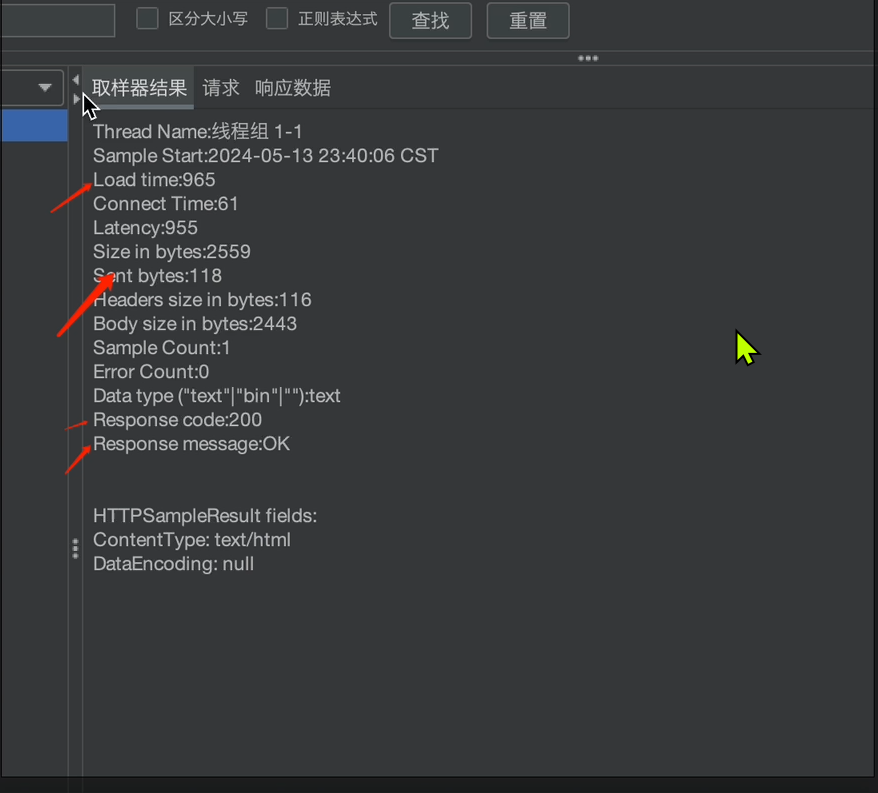 区分大小写 正则表达式 查找 重置
取样器结果 请求 响应数据
Thread Name:线程组 1-1
Sample Start:2024-05-13 23:40:06 CST
Load time:965
Connect Time:61
Latency:955
Size in bytes:2559
Sent bytes:118
Headers size in bytes:116
Body size in bytes:2443
Sample Count:1
Error Count:0
Data type ("text"|"bin"|""):text
Response code:200
Response message:OK
HTTPSampleResult fields:
ContentType: text/html
DataEncoding: null